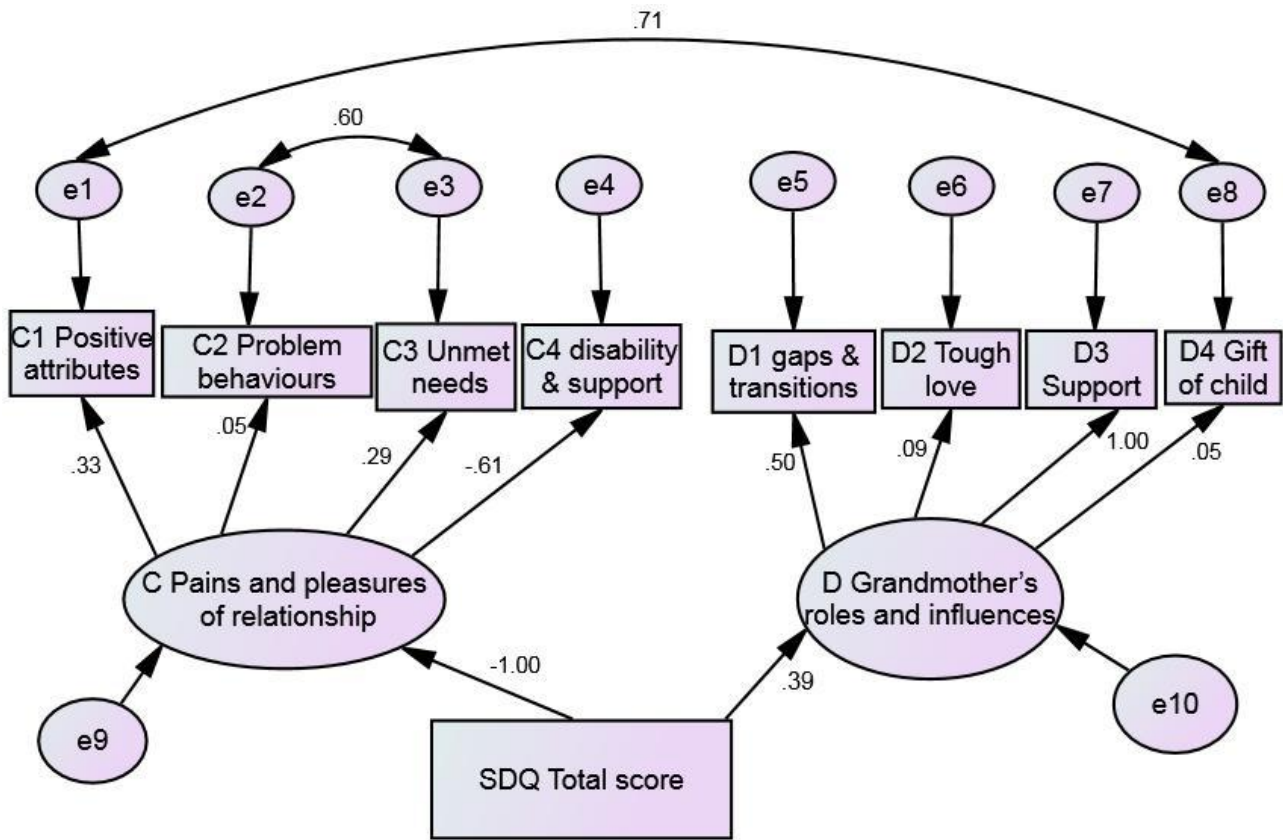 .71
.60
e1
e2
e3
e4
e5
e6
e7
e8
C1 Positive
attributes
C2 Problem
behaviours
C3 Unmet
needs
C4 disability
& support
D1 gaps &
transitions
D2 Tough
love
D3
Support
D4 Gift
of child
.33
.05
.29
-.61
.50
.09
1.00
.05
C Pains and pleasures
of relationship
D Grandmother's
roles and influences
-1.00
.39
e9
e10
SDQ Total score